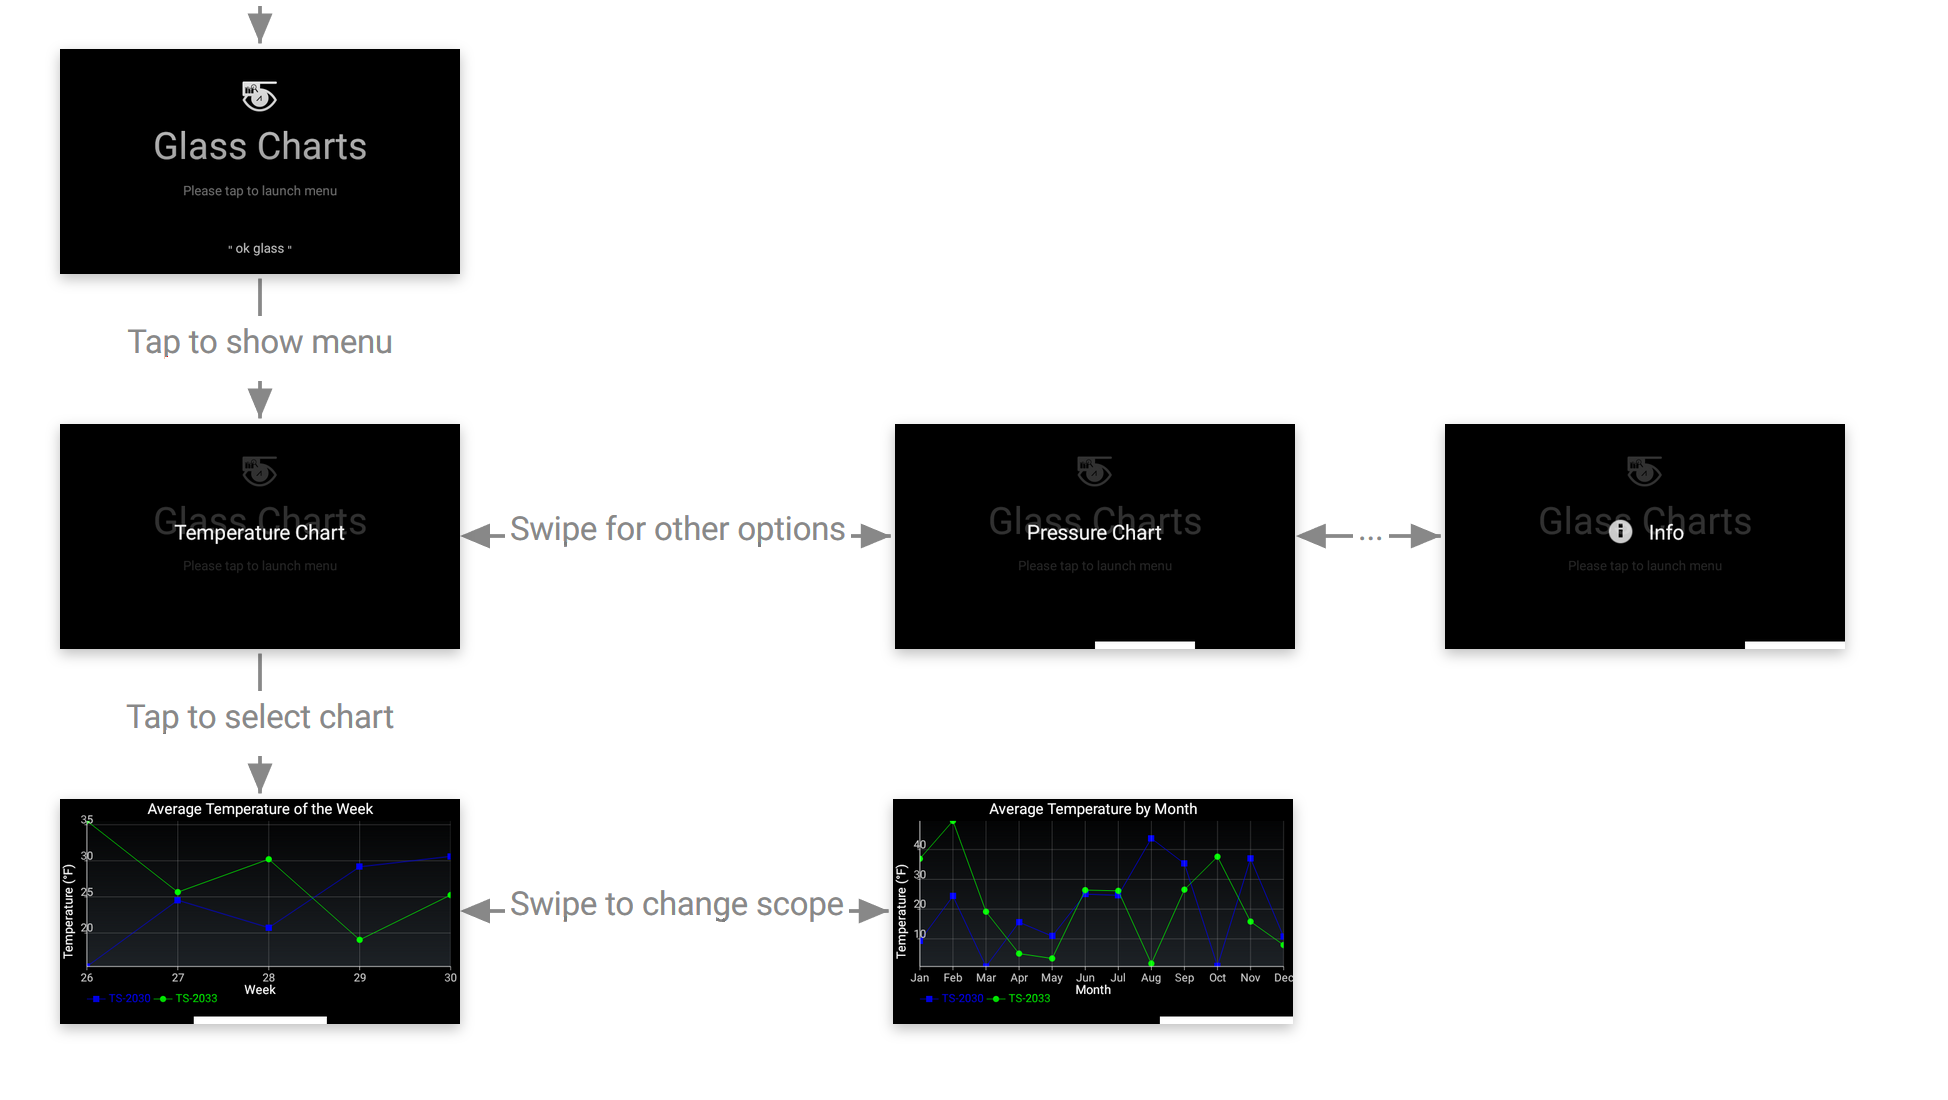 Glass Charts
Please tap to launch menu
" ok glass "
Tap to show menu
Glass Charts
Temperature Chart
Please tap to launch menu
Swipe for other options
Glass Charts
Pressure Chart
Please tap to launch menu
...
Glass Charts
Info
Please tap to launch menu
Tap to select chart
Average Temperature of the Week
Temperature (°F)
35
30
25
20
26 27 28 29 30
Week
TS-2030 TS-2033
Swipe to change scope
Average Temperature by Month
Temperature (°F)
40
30
20
10
Jan Feb Mar Apr May Jun Jul Aug Sep Oct Nov Dec
Month
TS-2030 TS-2033